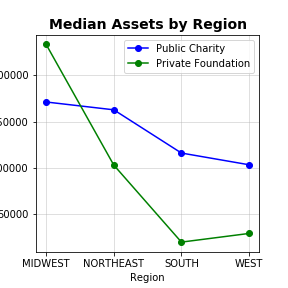 Median Assets by Region
Public Charity
Private Foundation
MIDWEST
NORTHEAST
SOUTH
WEST
Region